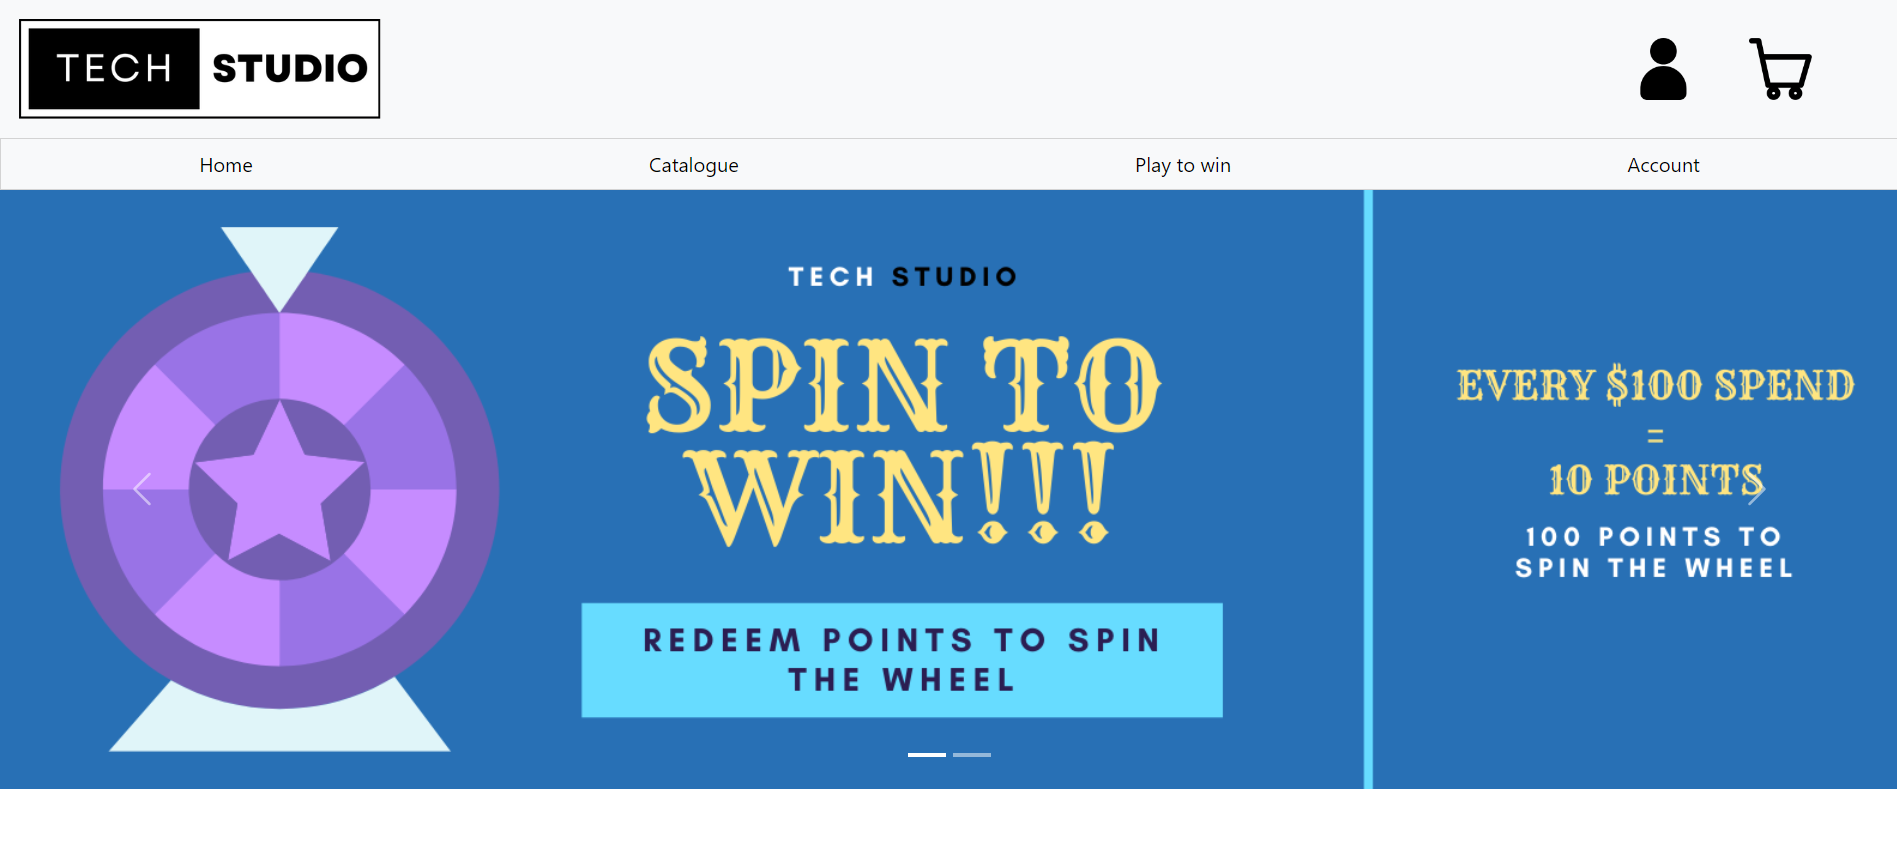 TECH STUDIO
Home
Catalogue
Play to win
Account
TECH STUDIO
SPIN TO
WIN!!!
REDEEM POINTS TO SPIN
THE WHEEL
EVERY $100 SPEND
=
10 POINTS
100 POINTS TO
SPIN THE WHEEL